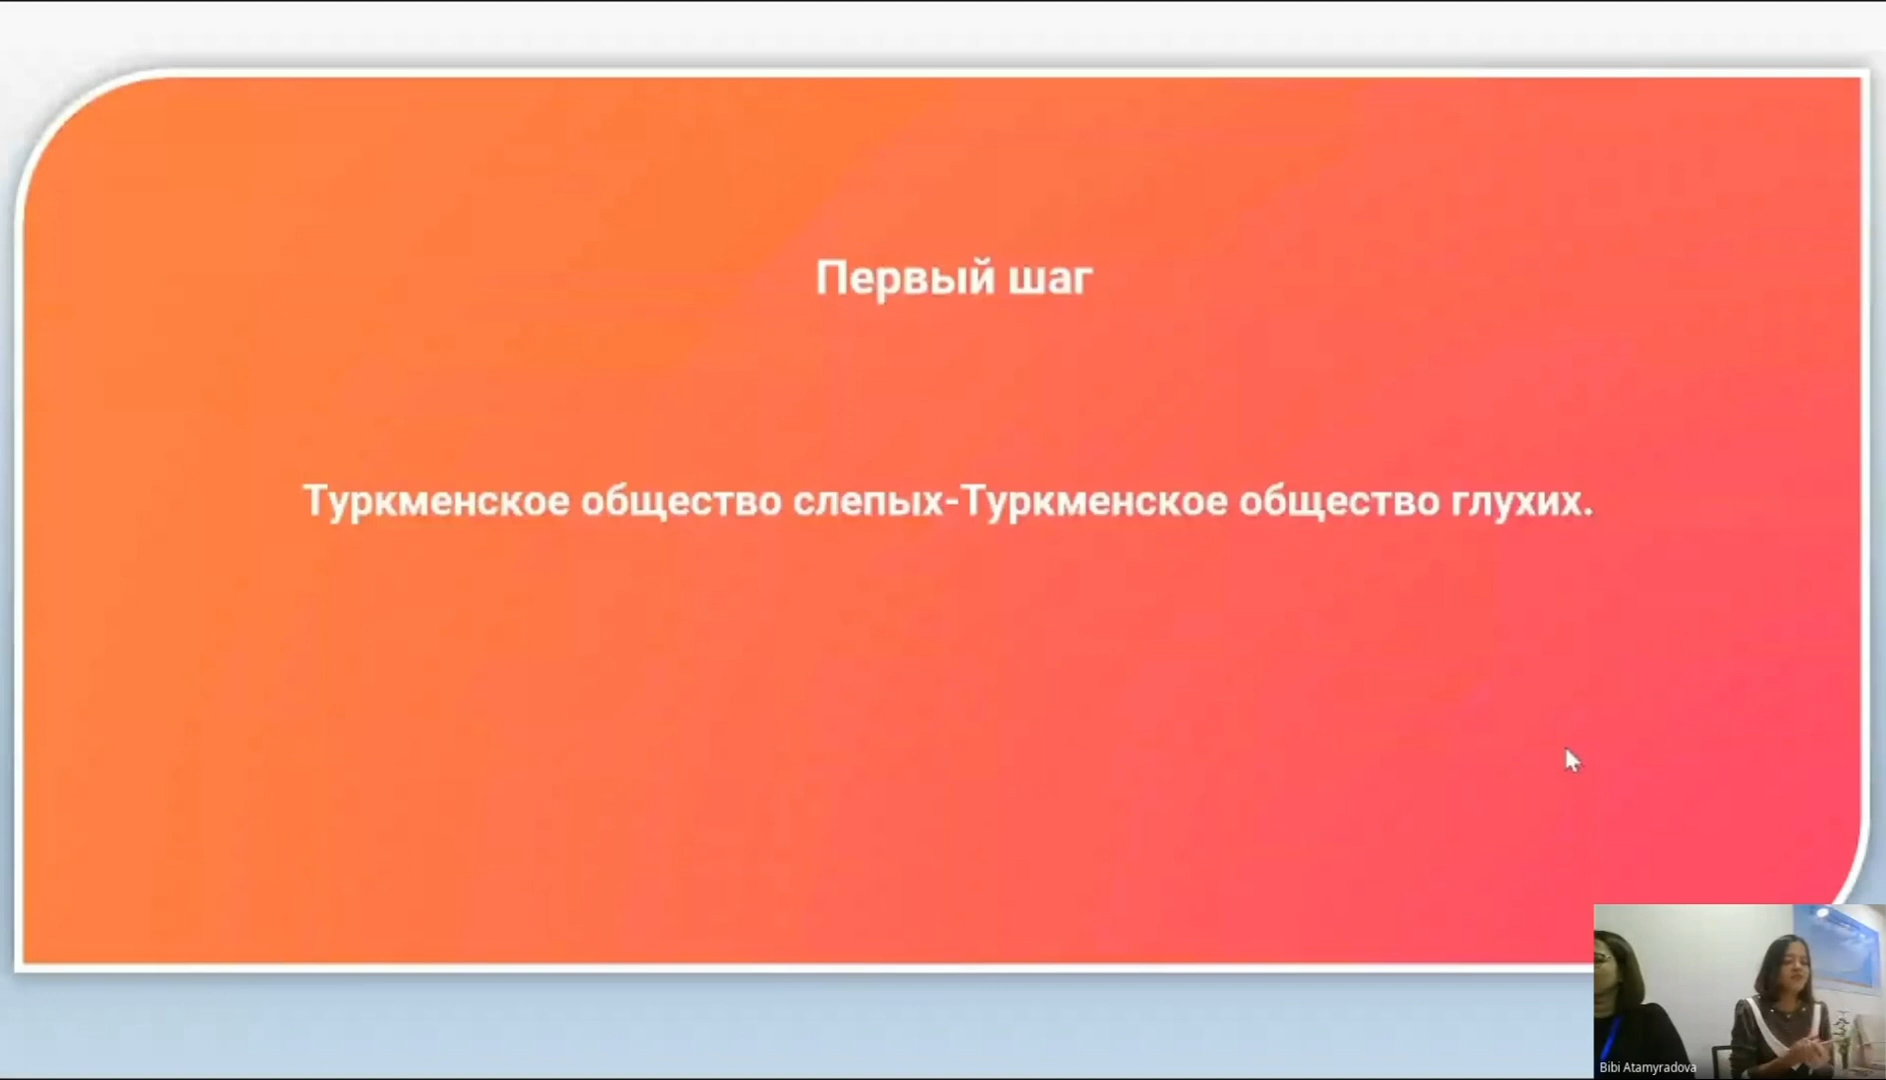 Первый шаг
Туркменское общество слепых-Туркменское общество глухих.
Bibi Atamyradova